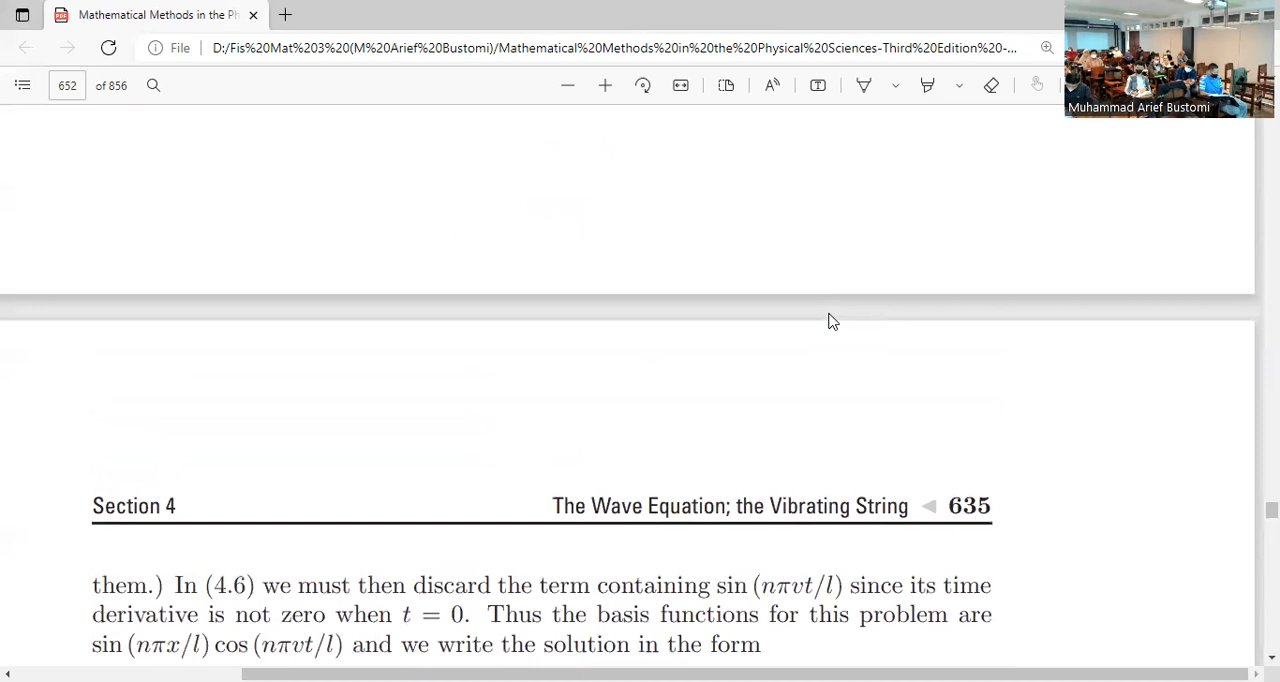 Mathematical Methods in the Ph
File
D:/Fis%20Mat%203%20(M%20Arief%20Bustomi)/Mathematical%20Methods%20in%20the%20Physical%20Sciences-Third%20Edition%20-...
652 of 856
Muhammad Arief Bustomi
Section 4 The Wave Equation; the Vibrating String ◀ 635
them.) In (4.6) we must then discard the term containing sin (nπvt/l) since its time
derivative is not zero when t = 0. Thus the basis functions for this problem are
sin (nπx/l) cos (nπvt/l) and we write the solution in the form